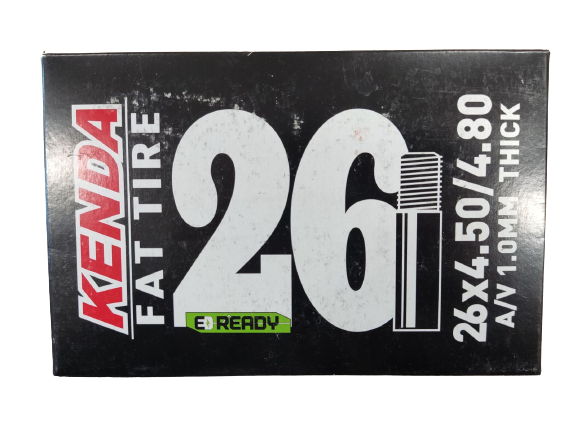 KENDA
FAT TIRE
26
E READY
26x4.50/4.80
A/V 1.0MM THICK